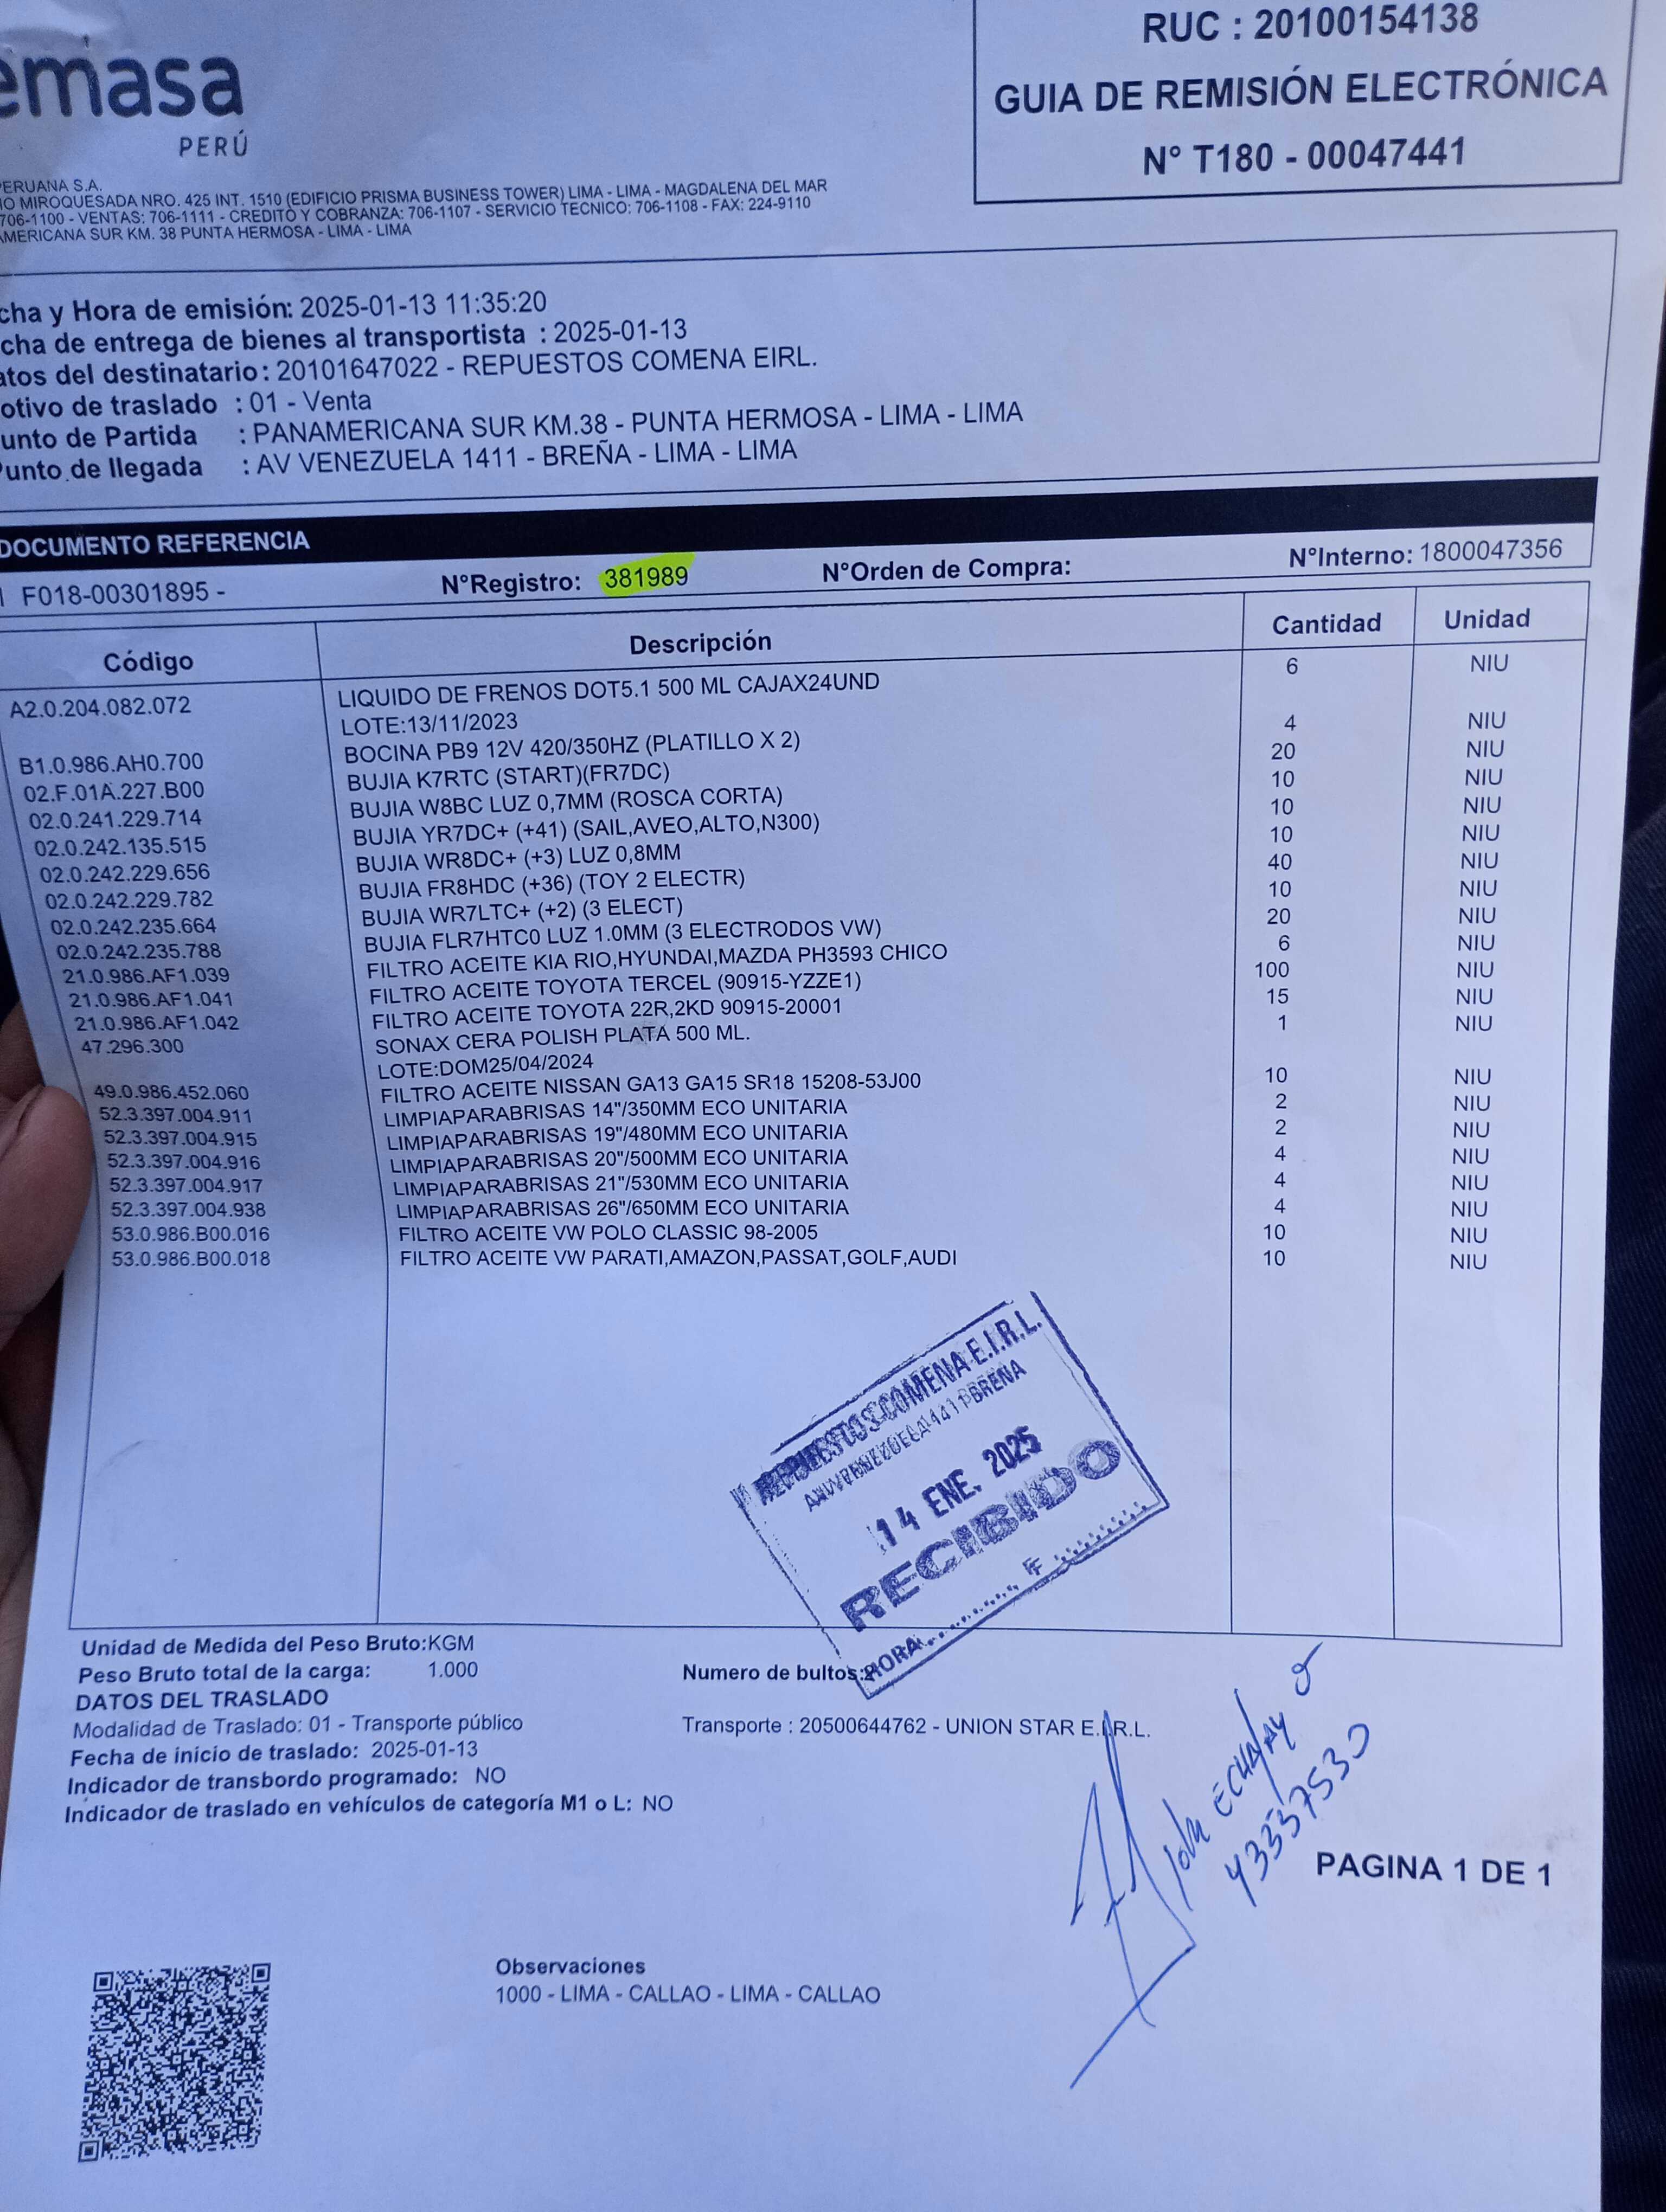 emasa
PERÚ
RUC : 20100154138
GUIA DE REMISIÓN ELECTRÓNICA
N° T180 - 00047441
ERUANA S.A.
IO MIROQUESADA NRO. 425 INT. 1510 (EDIFICIO PRISMA BUSINESS TOWER) LIMA - LIMA - MAGDALENA DEL MAR
706-1100 - VENTAS: 706-1111 - CREDITO Y COBRANZA: 706-1107 - SERVICIO TECNICO: 706-1108 - FAX: 224-9110
AMERICANA SUR KM. 38 PUNTA HERMOSA - LIMA - LIMA
cha y Hora de emisión: 2025-01-13 11:35:20
cha de entrega de bienes al transportista : 2025-01-13
atos del destinatario: 20101647022 - REPUESTOS COMENA EIRL.
otivo de traslado : 01 - Venta
unto de Partida : PANAMERICANA SUR KM.38 - PUNTA HERMOSA - LIMA - LIMA
Punto de llegada : AV VENEZUELA 1411 - BREÑA - LIMA - LIMA
DOCUMENTO REFERENCIA
F018-00301895 - N°Registro: 381989 N°Orden de Compra: N°Interno: 1800047356
Código Descripción Cantidad Unidad
A2.0.204.082.072 LIQUIDO DE FRENOS DOT5.1 500 ML CAJAX24UND 6 NIU
LOTE:13/11/2023
B1.0.986.AH0.700 BOCINA PB9 12V 420/350HZ (PLATILLO X 2) 4 NIU
02.F.01A.227.B00 BUJIA K7RTC (START)(FR7DC) 20 NIU
02.0.241.229.714 BUJIA W8BC LUZ 0,7MM (ROSCA CORTA) 10 NIU
02.0.242.135.515 BUJIA YR7DC+ (+41) (SAIL,AVEO,ALTO,N300) 10 NIU
02.0.242.229.656 BUJIA WR8DC+ (+3) LUZ 0,8MM 10 NIU
02.0.242.229.782 BUJIA FR8HDC (+36) (TOY 2 ELECTR) 40 NIU
02.0.242.235.664 BUJIA WR7LTC+ (+2) (3 ELECT) 10 NIU
02.0.242.235.788 BUJIA FLR7HTC0 LUZ 1.0MM (3 ELECTRODOS VW) 20 NIU
21.0.986.AF1.039 FILTRO ACEITE KIA RIO,HYUNDAI,MAZDA PH3593 CHICO 6 NIU
21.0.986.AF1.041 FILTRO ACEITE TOYOTA TERCEL (90915-YZZE1) 100 NIU
21.0.986.AF1.042 FILTRO ACEITE TOYOTA 22R,2KD 90915-20001 15 NIU
47.296.300 SONAX CERA POLISH PLATA 500 ML. 1 NIU
LOTE:DOM25/04/2024
49.0.986.452.060 FILTRO ACEITE NISSAN GA13 GA15 SR18 15208-53J00 10 NIU
52.3.397.004.911 LIMPIAPARABRISAS 14"/350MM ECO UNITARIA 2 NIU
52.3.397.004.915 LIMPIAPARABRISAS 19"/480MM ECO UNITARIA 2 NIU
52.3.397.004.916 LIMPIAPARABRISAS 20"/500MM ECO UNITARIA 4 NIU
52.3.397.004.917 LIMPIAPARABRISAS 21"/530MM ECO UNITARIA 4 NIU
52.3.397.004.938 LIMPIAPARABRISAS 26"/650MM ECO UNITARIA 4 NIU
53.0.986.B00.016 FILTRO ACEITE VW POLO CLASSIC 98-2005 10 NIU
53.0.986.B00.018 FILTRO ACEITE VW PARATI,AMAZON,PASSAT,GOLF,AUDI 10 NIU
REPUESTOS COMENA E.I.R.L.
AV. VENEZUELA 1411 BREÑA
14 ENE. 2025
RECIBIDO
HORA
Unidad de Medida del Peso Bruto:KGM
Peso Bruto total de la carga: 1.000 Numero de bultos:
DATOS DEL TRASLADO
Modalidad de Traslado: 01 - Transporte público Transporte : 20500644762 - UNION STAR E.I.R.L.
Fecha de inicio de traslado: 2025-01-13
Indicador de transbordo programado: NO
Indicador de traslado en vehículos de categoría M1 o L: NO
43337530
PAGINA 1 DE 1
Observaciones
1000 - LIMA - CALLAO - LIMA - CALLAO